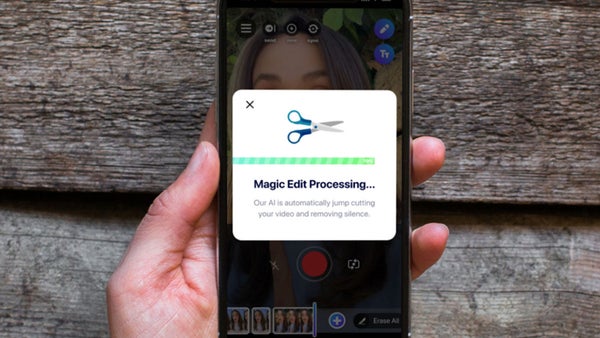 Magic Edit Processing...
Our AI is automatically jump cutting
your video and removing silence.
Tт
Erase All